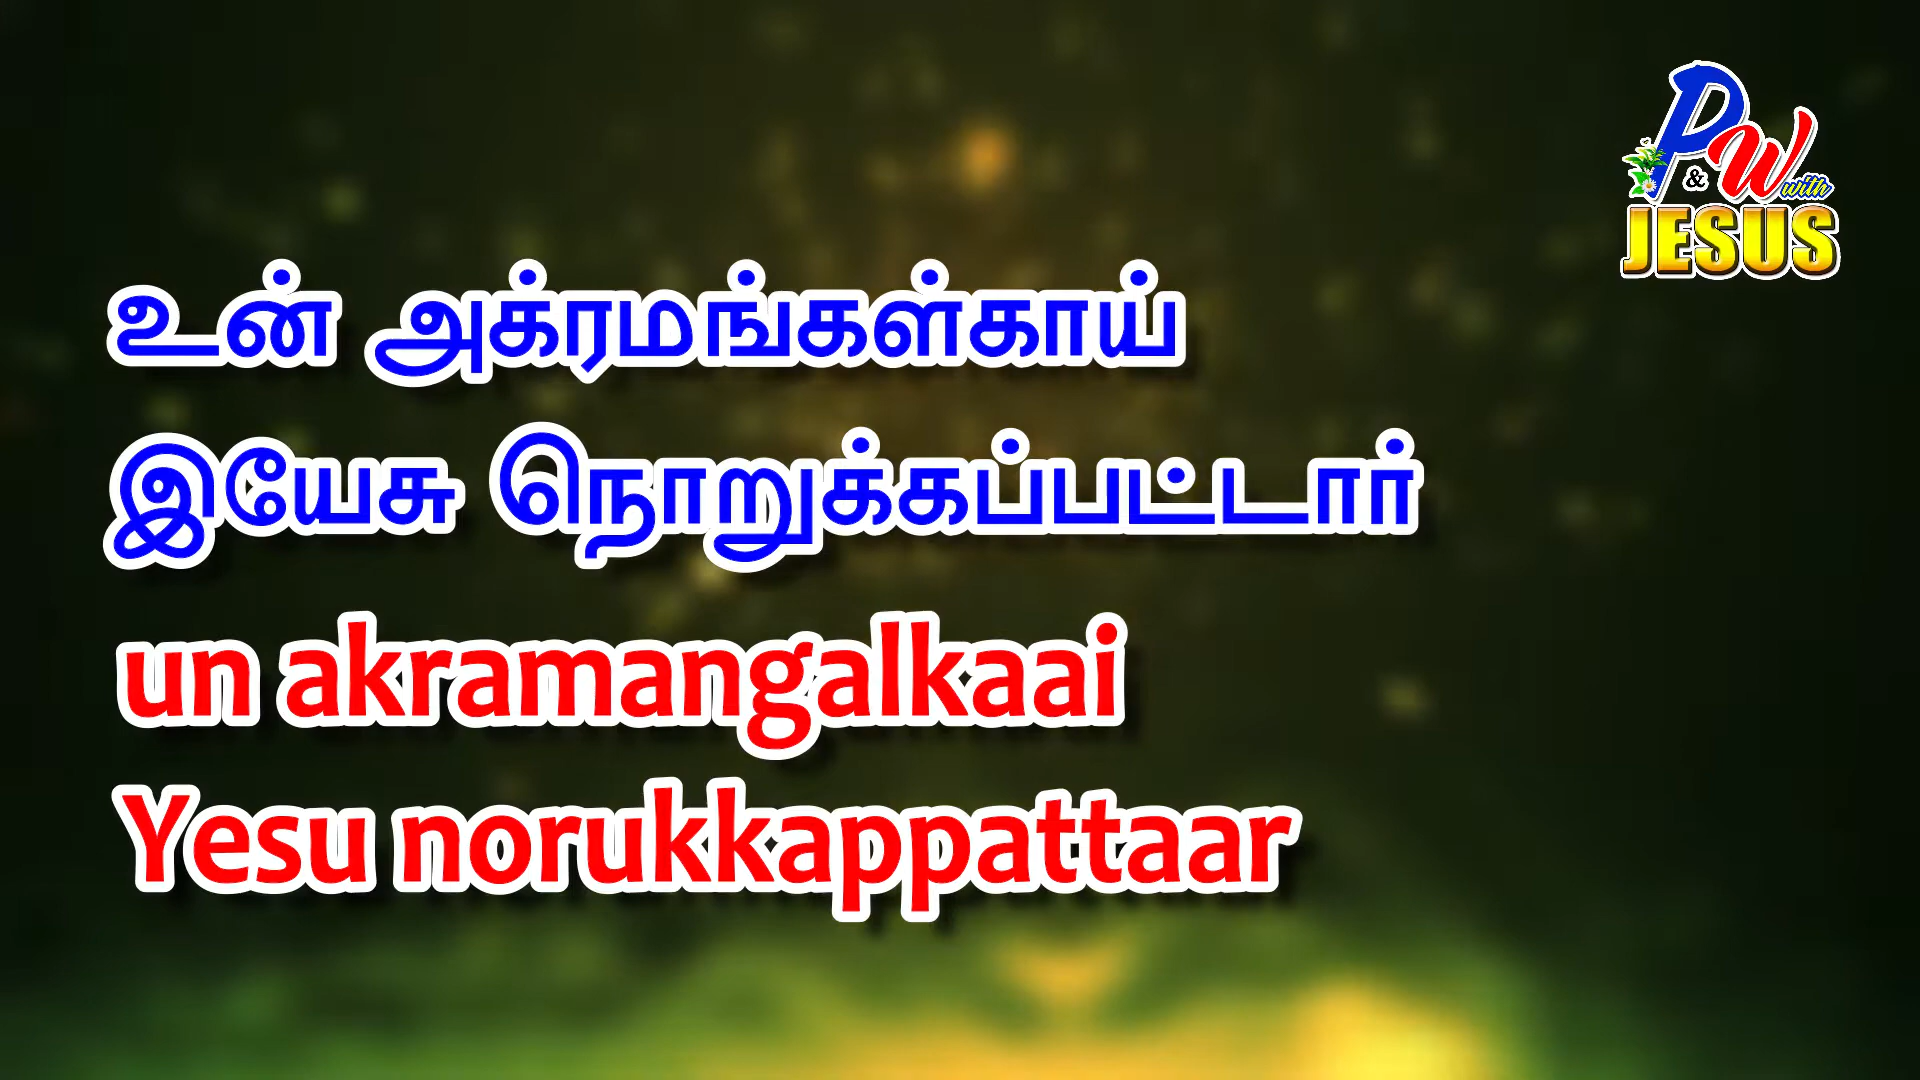 P & W with
JESUS
உன் அக்ரமங்கள்காய்
இயேசு நொறுக்கப்பட்டார்
un akramangalkaai
Yesu norukkappattaar